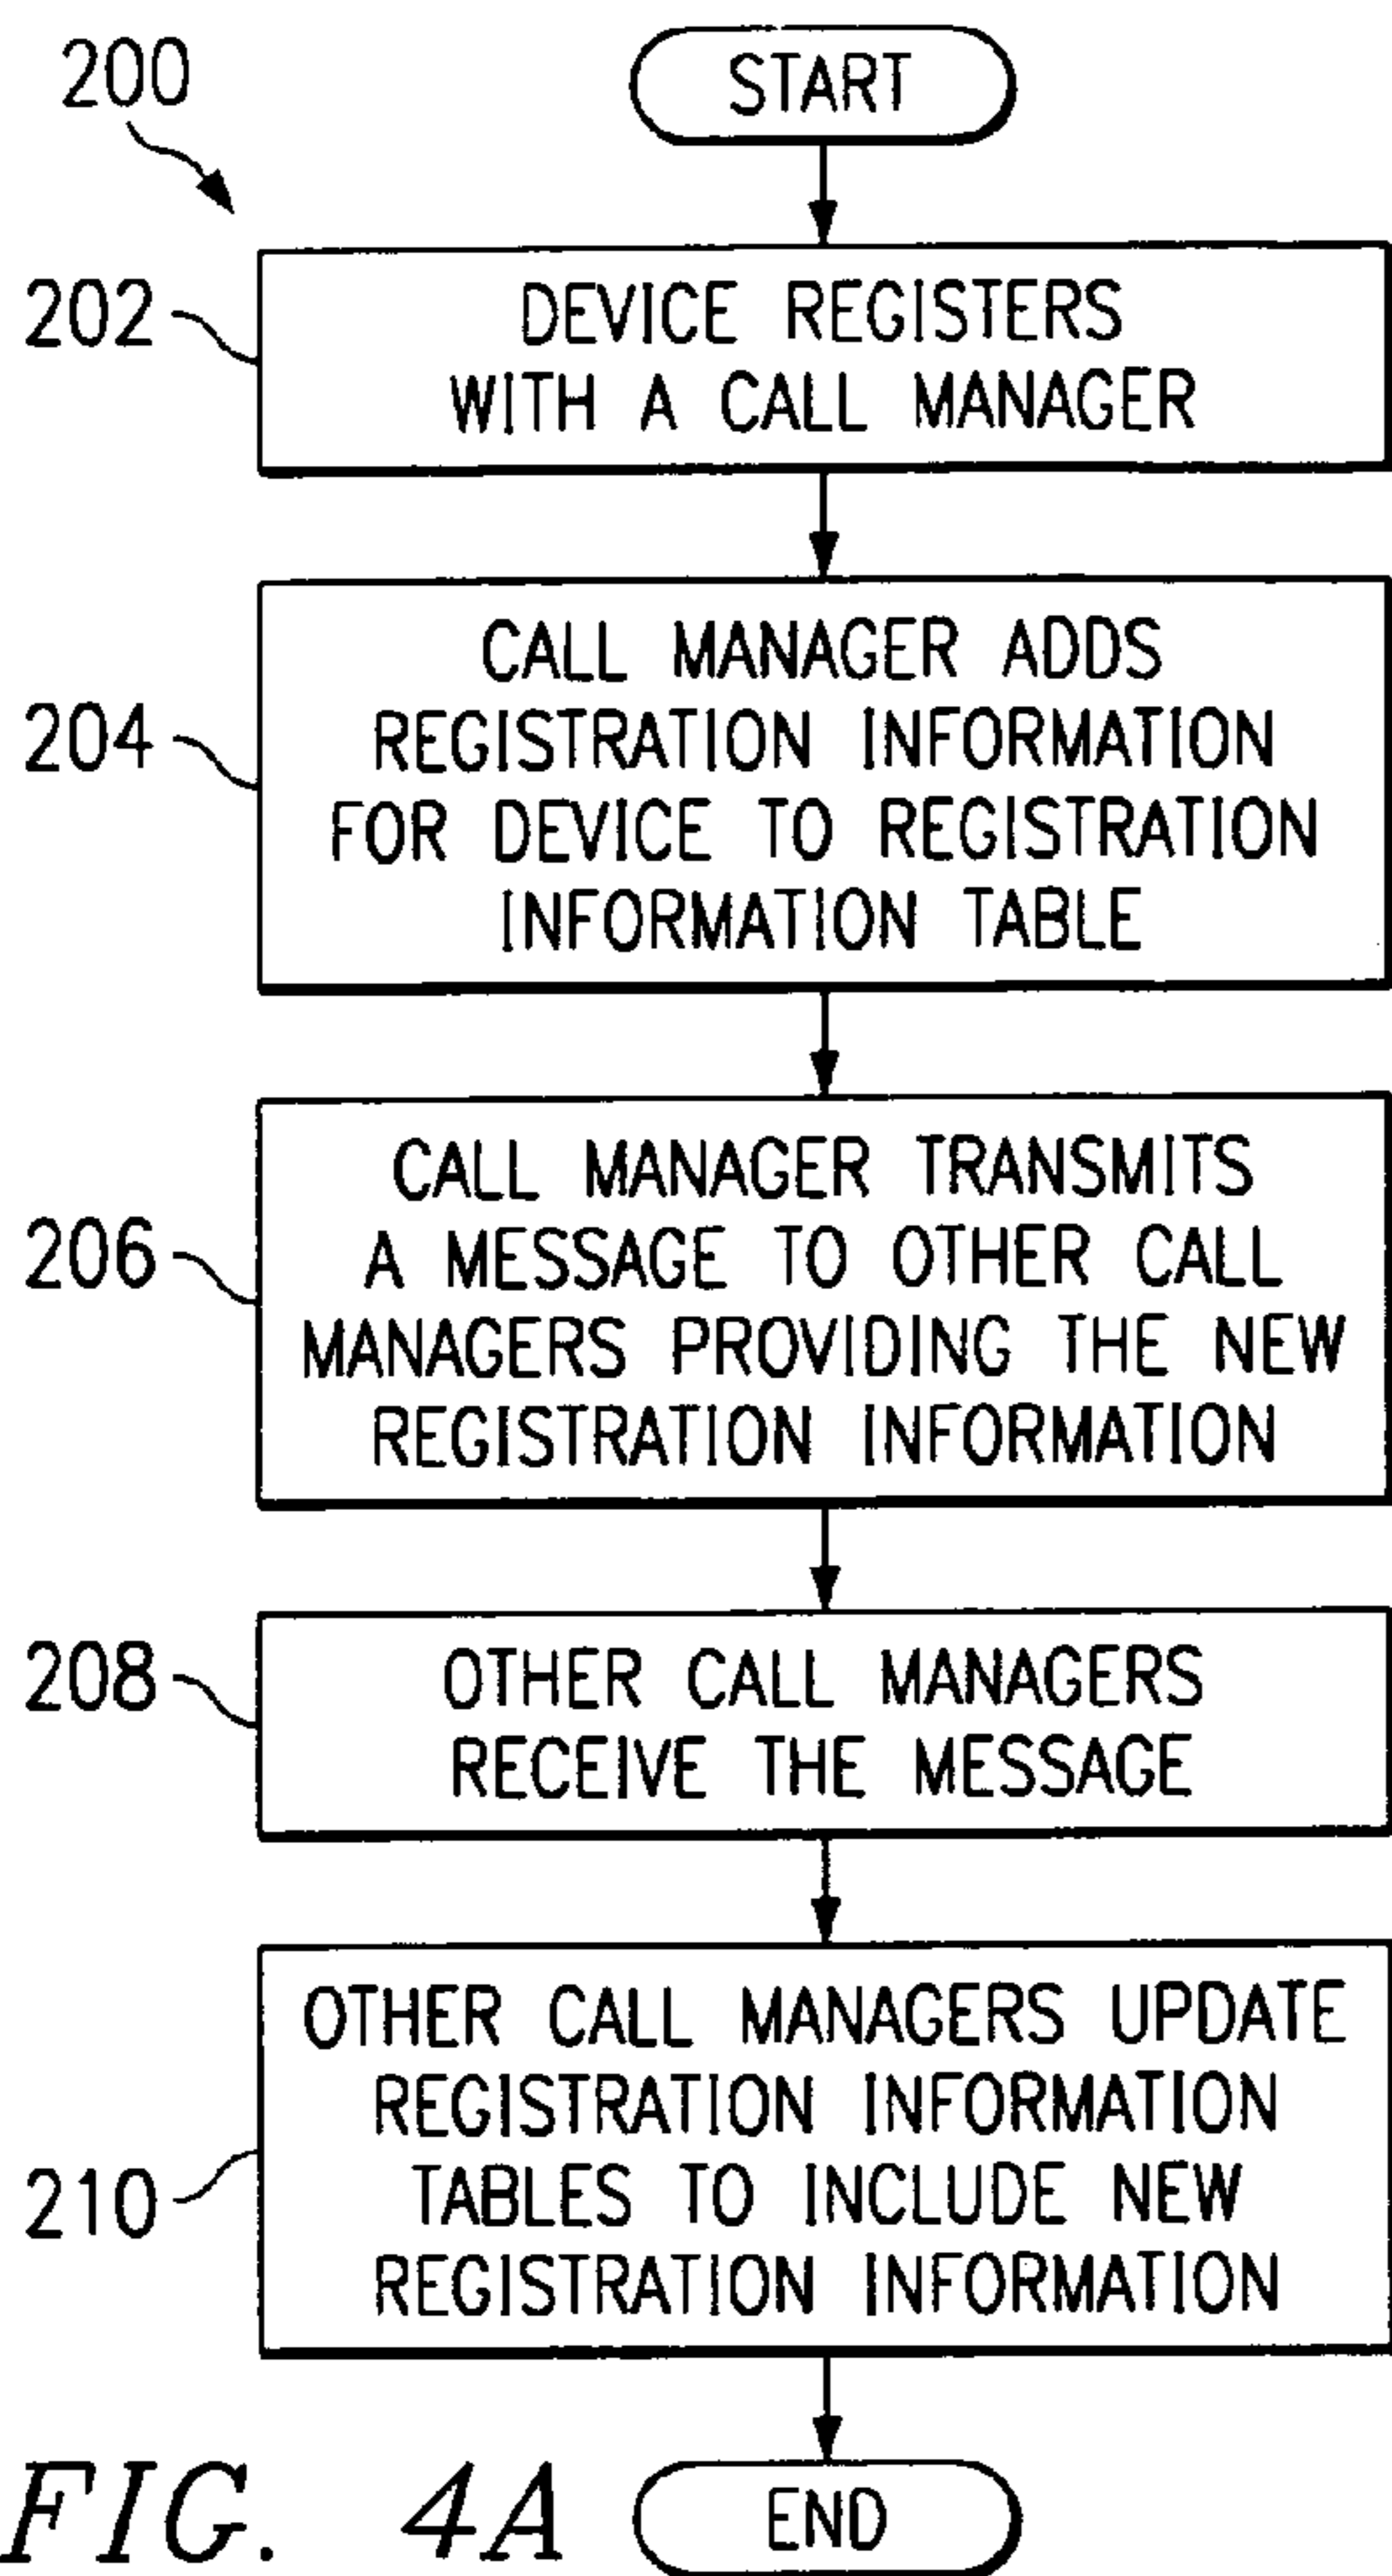 200
START
202
DEVICE REGISTERS
WITH A CALL MANAGER
204
CALL MANAGER ADDS
REGISTRATION INFORMATION
FOR DEVICE TO REGISTRATION
INFORMATION TABLE
206
CALL MANAGER TRANSMITS
A MESSAGE TO OTHER CALL
MANAGERS PROVIDING THE NEW
REGISTRATION INFORMATION
208
OTHER CALL MANAGERS
RECEIVE THE MESSAGE
210
OTHER CALL MANAGERS UPDATE
REGISTRATION INFORMATION
TABLES TO INCLUDE NEW
REGISTRATION INFORMATION
FIG. 4A
END